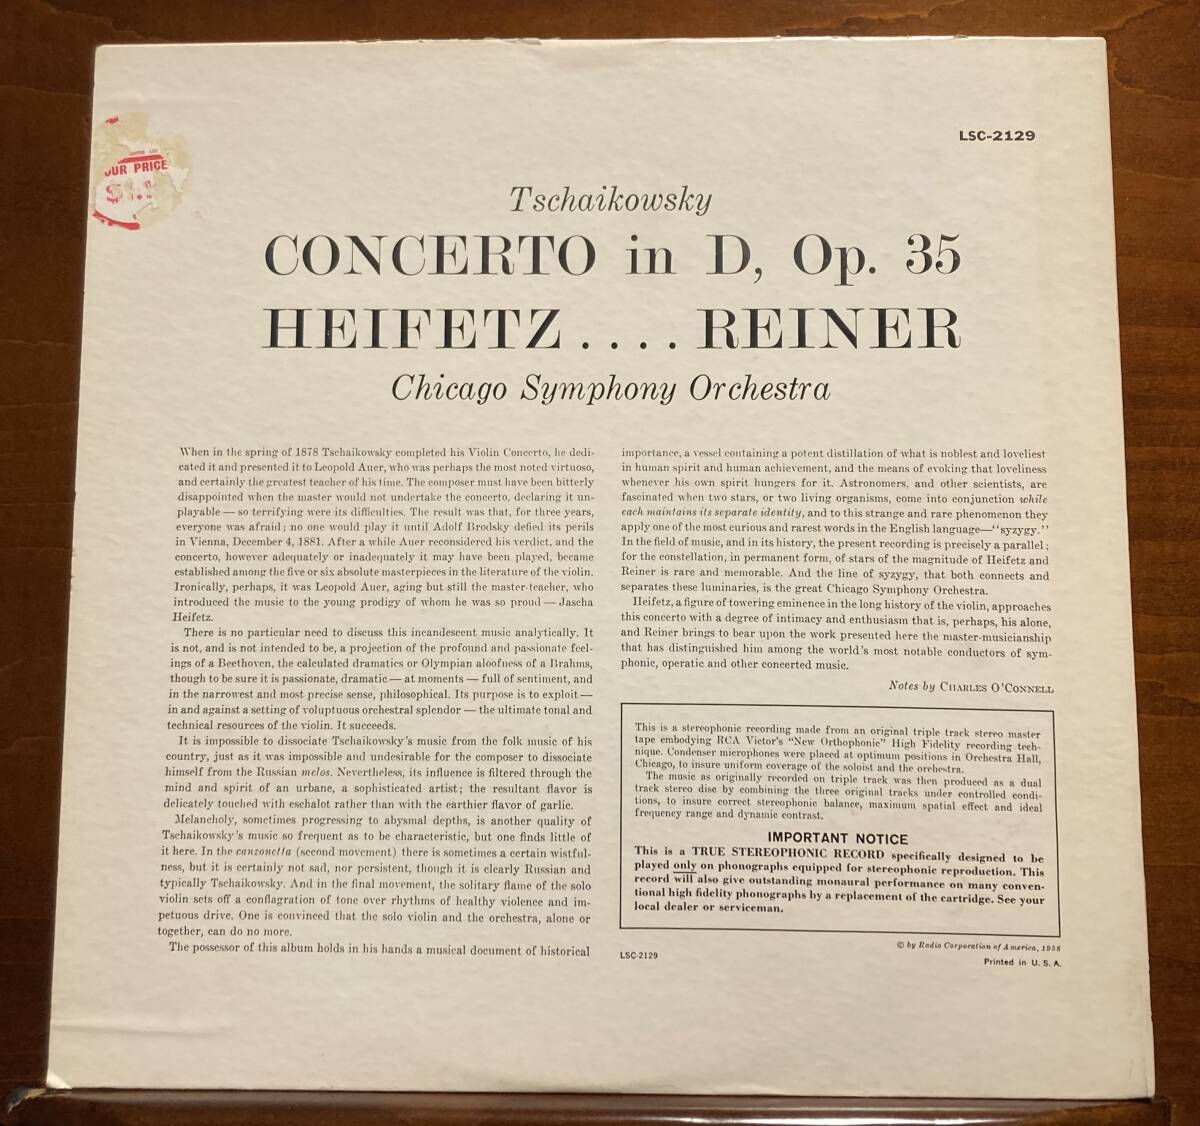 LSC-2129
OUR PRICE
Tschaikowsky
CONCERTO in D, Op. 35
HEIFETZ .... REINER
Chicago Symphony Orchestra
When in the spring of 1878 Tschaikowsky completed his Violin Concerto, he dedi-
cated it and presented it to Leopold Auer, who was perhaps the most noted virtuoso,
and certainly the greatest teacher of his time. The composer must have been bitterly
disappointed when the master would not undertake the concerto, declaring it un-
playable — so terrifying were its difficulties. The result was that, for three years,
everyone was afraid; no one would play it until Adolf Brodsky defied its perils
in Vienna, December 4, 1881. After a while Auer reconsidered his verdict, and the
concerto, however adequately or inadequately it may have been played, became
established among the five or six absolute masterpieces in the literature of the violin.
Ironically, perhaps, it was Leopold Auer, aging but still the master-teacher, who
introduced the music to the young prodigy of whom he was so proud — Jascha
Heifetz.
There is no particular need to discuss this incandescent music analytically. It
is not, and is not intended to be, a projection of the profound and passionate feel-
ings of a Beethoven, the calculated dramatics or Olympian aloofness of a Brahms,
though to be sure it is passionate, dramatic — at moments — full of sentiment, and
in the narrowest and most precise sense, philosophical. Its purpose is to exploit —
in and against a setting of voluptuous orchestral splendor — the ultimate tonal and
technical resources of the violin. It succeeds.
It is impossible to dissociate Tschaikowsky's music from the folk music of his
country, just as it was impossible and undesirable for the composer to dissociate
himself from the Russian melos. Nevertheless, its influence is filtered through the
mind and spirit of an urbane, a sophisticated artist; the resultant flavor is
delicately touched with eschalot rather than with the earthier flavor of garlic.
Melancholy, sometimes progressing to abysmal depths, is another quality of
Tschaikowsky's music so frequent as to be characteristic, but one finds little of
it here. In the canzonetta (second movement) there is sometimes a certain wistful-
ness, but it is certainly not sad, nor persistent, though it is clearly Russian and
typically Tschaikowsky. And in the final movement, the solitary flame of the solo
violin sets off a conflagration of tone over rhythms of healthy violence and im-
petuous drive. One is convinced that the solo violin and the orchestra, alone or
together, can do no more.
The possessor of this album holds in his hands a musical document of historical
importance, a vessel containing a potent distillation of what is noblest and loveliest
in human spirit and human achievement, and the means of evoking that loveliness
whenever his own spirit hungers for it. Astronomers, and other scientists, are
fascinated when two stars, or two living organisms, come into conjunction while
each maintains its separate identity, and to this strange and rare phenomenon they
apply one of the most curious and rarest words in the English language—"syzygy."
In the field of music, and in its history, the present recording is precisely a parallel;
for the constellation, in permanent form, of stars of the magnitude of Heifetz and
Reiner is rare and memorable. And the line of syzygy, that both connects and
separates these luminaries, is the great Chicago Symphony Orchestra.
Heifetz, a figure of towering eminence in the long history of the violin, approaches
this concerto with a degree of intimacy and enthusiasm that is, perhaps, his alone,
and Reiner brings to bear upon the work presented here the master-musicianship
that has distinguished him among the world's most notable conductors of sym-
phonic, operatic and other concerted music.
Notes by CHARLES O'CONNELL
This is a stereophonic recording made from an original triple track stereo master
tape embodying RCA Victor's "New Orthophonic" High Fidelity recording tech-
nique. Condenser microphones were placed at optimum positions in Orchestra Hall,
Chicago, to insure uniform coverage of the soloist and the orchestra.
The music as originally recorded on triple track was then produced as a dual
track stereo disc by combining the three original tracks under controlled condi-
tions, to insure correct stereophonic balance, maximum spatial effect and ideal
frequency range and dynamic contrast.
IMPORTANT NOTICE
This is a TRUE STEREOPHONIC RECORD specifically designed to be
played only on phonographs equipped for stereophonic reproduction. This
record will also give outstanding monaural performance on many conven-
tional high fidelity phonographs by a replacement of the cartridge. See your
local dealer or serviceman.
© by Radio Corporation of America, 1958
LSC-2129
Printed in U. S. A.